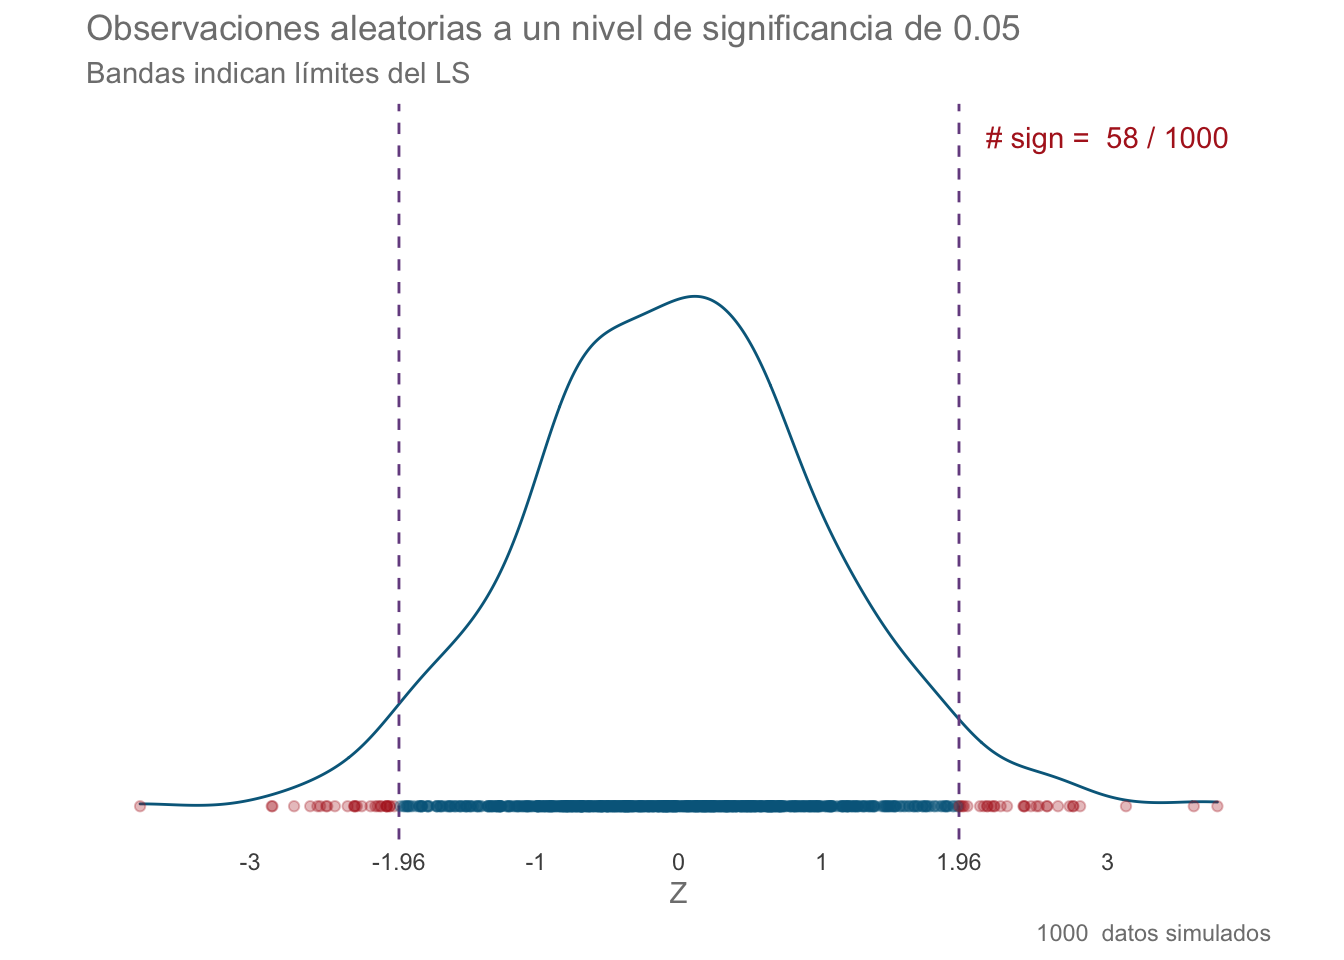 Observaciones aleatorias a un nivel de significancia de 0.05
Bandas indican límites del LS
# sign =  58 / 1000
-3 -1.96 -1 0 1 1.96 3
Z
1000  datos simulados